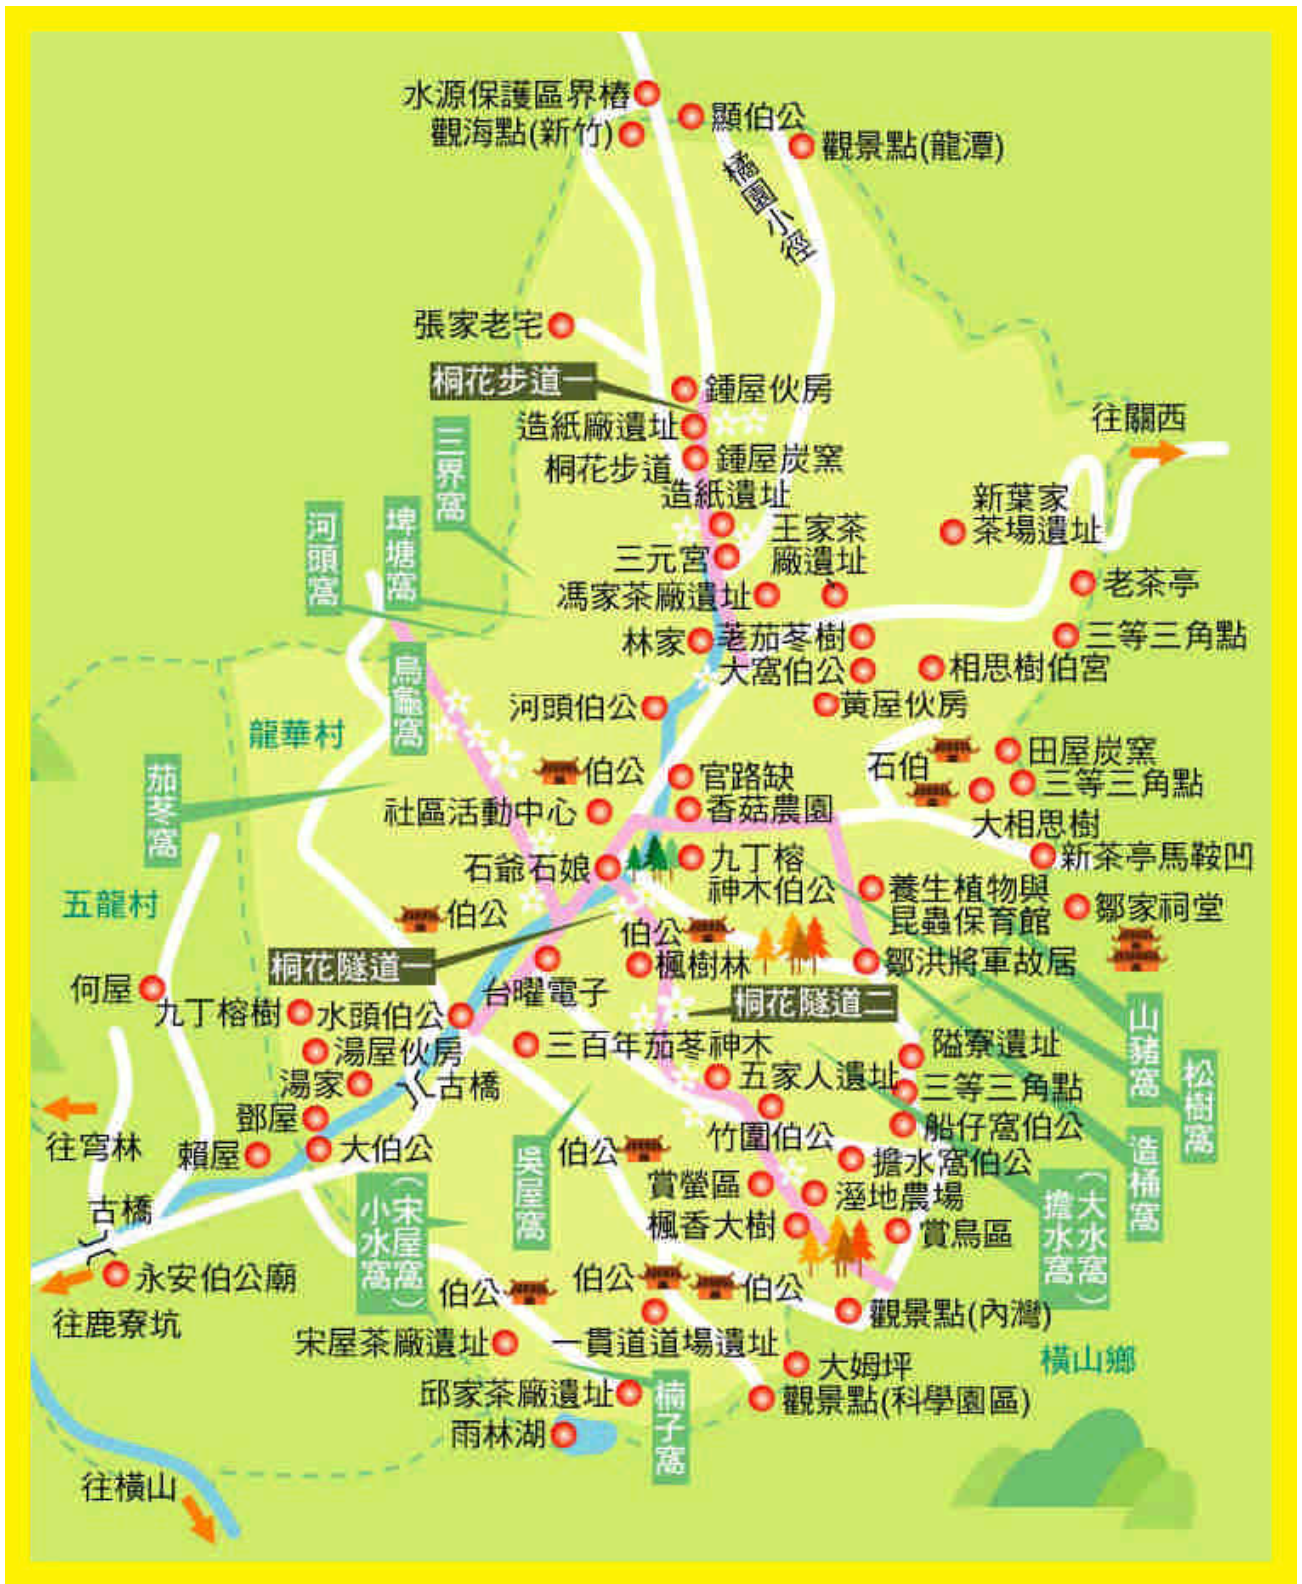 水源保護區界樁
顯伯公
觀海點(新竹)
觀景點(龍潭)
橘園小徑
張家老宅
桐花步道一
鍾屋伙房
造紙廠遺址
桐花步道
鍾屋炭窯
造紙遺址
三界窩
埤塘窩
河頭窩
往關西
新葉家
茶場遺址
王家茶
廠遺址
三元宮
馮家茶廠遺址
老茶亭
林家
荖茄苳樹
三等三角點
大窩伯公
相思樹伯宮
烏龜窩
河頭伯公
黃屋伙房
龍華村
茄苳窩
伯公
官路缺
石伯
田屋炭窯
三等三角點
社區活動中心
香菇農園
大相思樹
石爺石娘
九丁榕
神木伯公
新茶亭馬鞍凹
養生植物與
昆蟲保育館
鄒家祠堂
五龍村
伯公
伯公
桐花隧道一
楓樹林
鄒洪將軍故居
何屋
台曜電子
桐花隧道二
九丁榕樹
水頭伯公
山豬窩
松樹窩
造桶窩
湯屋伙房
三百年茄苳神木
隘寮遺址
湯家
古橋
五家人遺址
三等三角點
鄧屋
竹圍伯公
船仔窩伯公
往穹林
賴屋
大伯公
吳屋窩
伯公
擔水窩伯公
賞螢區
溼地農場
(大水窩)
擔水窩
古橋
(宋屋窩)
小水窩
楓香大樹
賞鳥區
永安伯公廟
伯公
伯公
伯公
往鹿寮坑
觀景點(內灣)
宋屋茶廠遺址
一貫道道場遺址
橫山鄉
大姆坪
邱家茶廠遺址
楠子窩
觀景點(科學園區)
雨林湖
往橫山